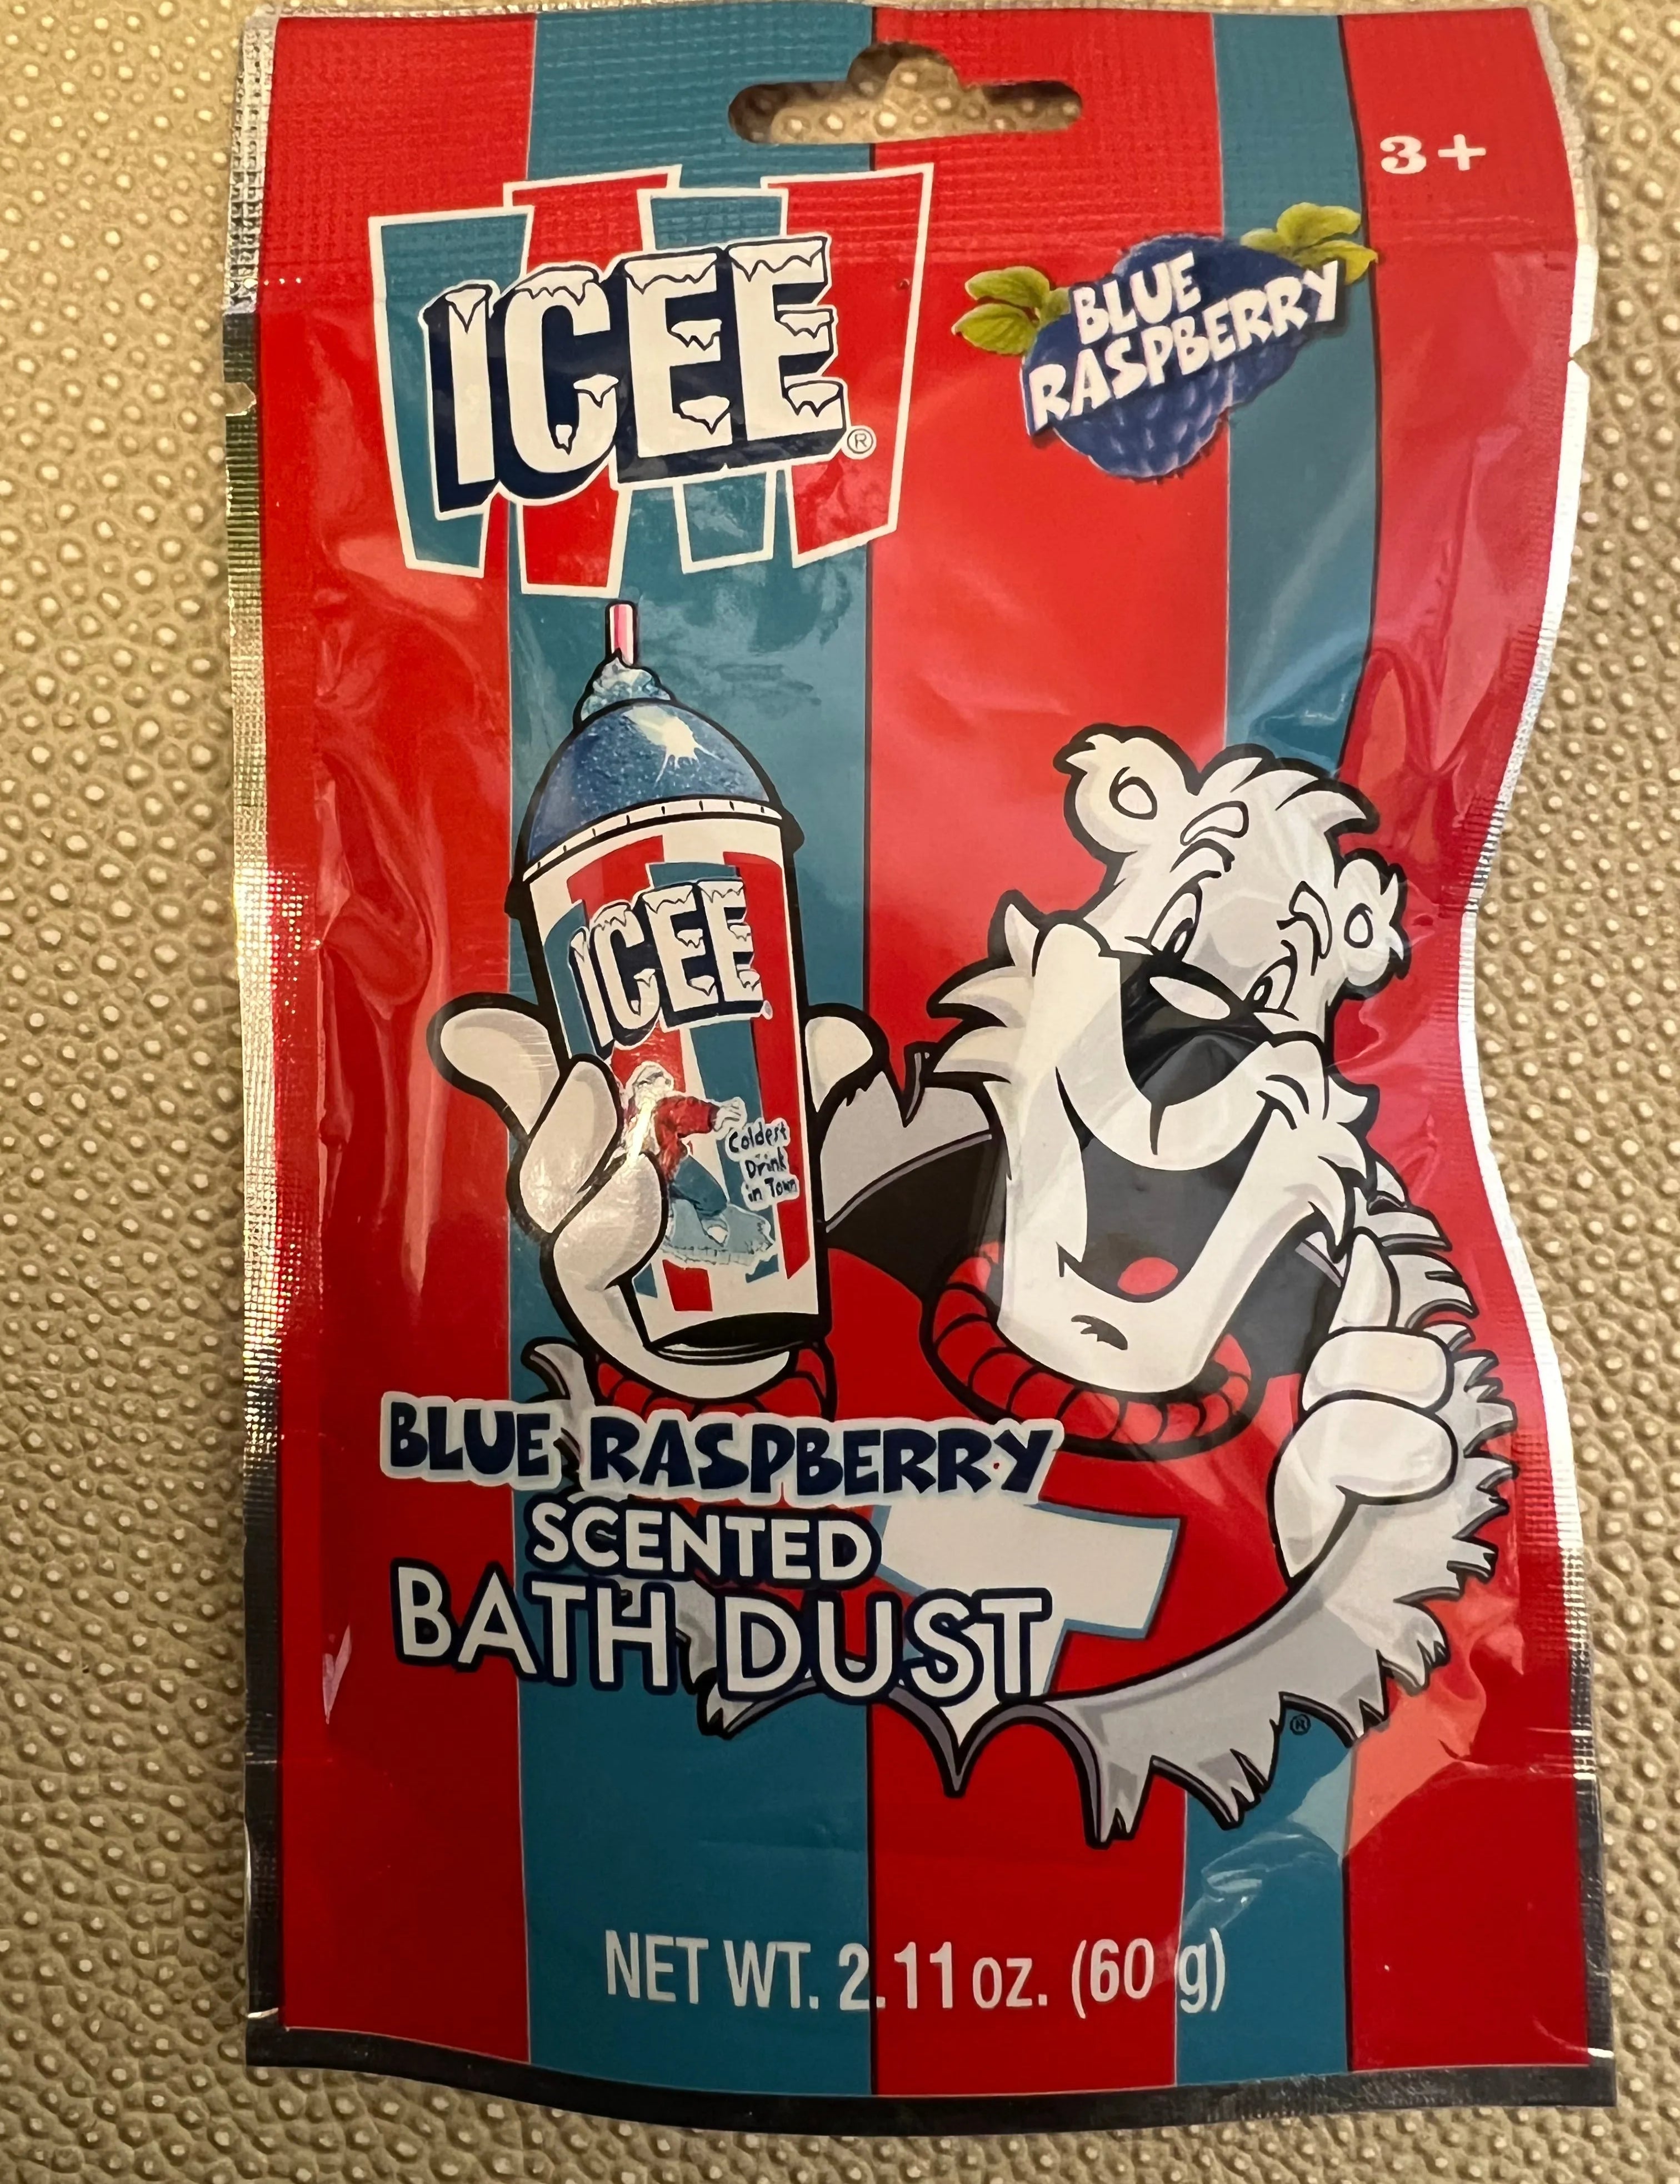 3+
ICEE®
BLUE
RASPBERRY
ICEE
Coldest
Drink
in Town
BLUE RASPBERRY
SCENTED
BATH DUST
®
NET WT. 2.11 oz. (60 g)